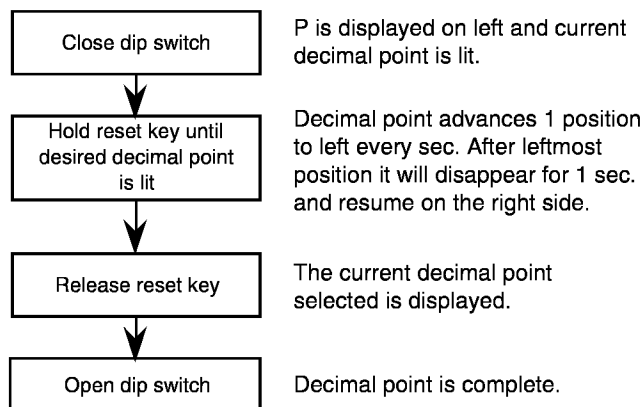 Close dip switch
P is displayed on left and current
decimal point is lit.
Hold reset key until
desired decimal point
is lit
Decimal point advances 1 position
to left every sec. After leftmost
position it will disappear for 1 sec.
and resume on the right side.
Release reset key
The current decimal point
selected is displayed.
Open dip switch
Decimal point is complete.